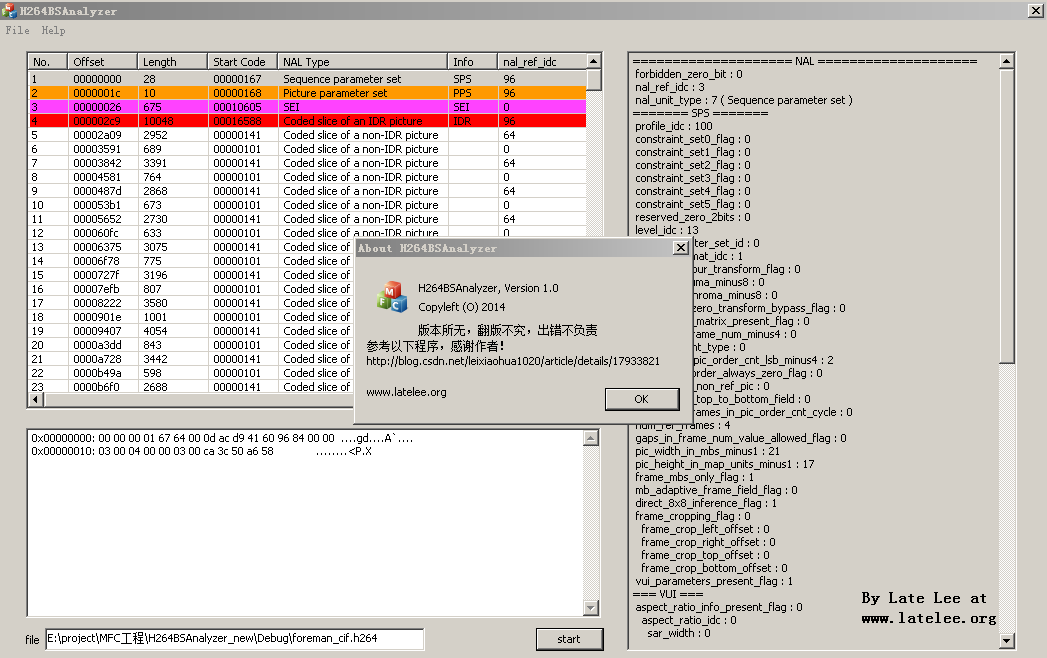 H264BSAnalyzer
File Help
No. Offset Length Start Code NAL Type Info nal_ref_idc
1 00000000 28 00000167 Sequence parameter set SPS 96
2 0000001c 10 00000168 Picture parameter set PPS 96
3 00000026 675 00010605 SEI SEI 0
4 000002c9 10048 00016588 Coded slice of an IDR picture IDR 96
5 00002a09 2952 00000141 Coded slice of a non-IDR picture 64
6 00003591 689 00000101 Coded slice of a non-IDR picture 0
7 00003842 3391 00000141 Coded slice of a non-IDR picture 64
8 00004581 764 00000101 Coded slice of a non-IDR picture 0
9 0000487d 2868 00000141 Coded slice of a non-IDR picture 64
10 000053b1 673 00000101 Coded slice of a non-IDR picture 0
11 00005652 2730 00000141 Coded slice of a non-IDR picture 64
12 000060fc 633 00000101 Coded slice of a non-IDR picture 0
13 00006375 3075 00000141 Coded slice of
14 00006f78 775 00000101 Coded slice of
15 0000727f 3196 00000141 Coded slice of
16 00007efb 807 00000101 Coded slice of
17 00008222 3580 00000141 Coded slice of
18 0000901e 1001 00000101 Coded slice of
19 00009407 4054 00000141 Coded slice of
20 0000a3dd 843 00000101 Coded slice of
21 0000a728 3442 00000141 Coded slice of
22 0000b49a 598 00000101 Coded slice of
23 0000b6f0 2688 00000141 Coded slice of
0x00000000: 00 00 00 01 67 64 00 0d ac d9 41 60 96 84 00 00 ....gd....A`....
0x00000010: 03 00 04 00 00 03 00 ca 3c 50 a6 58 ........<P.X
file E:\project\MFC工程\H264BSAnalyzer_new\Debug\foreman_cif.h264 start
About H264BSAnalyzer
H264BSAnalyzer, Version 1.0
Copyleft (O) 2014
版本所无，翻版不究，出错不负责
参考以下程序，感谢作者！
http://blog.csdn.net/leixiaohua1020/article/details/17933821
www.latelee.org
OK
======================= NAL =======================
forbidden_zero_bit : 0
nal_ref_idc : 3
nal_unit_type : 7 ( Sequence parameter set )
======= SPS =======
profile_idc : 100
constraint_set0_flag : 0
constraint_set1_flag : 0
constraint_set2_flag : 0
constraint_set3_flag : 0
constraint_set4_flag : 0
constraint_set5_flag : 0
reserved_zero_2bits : 0
level_idc : 13
ter_set_id : 0
mat_idc : 1
our_transform_flag : 0
uma_minus8 : 0
hroma_minus8 : 0
zero_transform_bypass_flag : 0
_matrix_present_flag : 0
ame_num_minus4 : 0
nt_type : 0
pic_order_cnt_lsb_minus4 : 2
rder_always_zero_flag : 0
_non_ref_pic : 0
_top_to_bottom_field : 0
rames_in_pic_order_cnt_cycle : 0
num_ref_frames : 4
gaps_in_frame_num_value_allowed_flag : 0
pic_width_in_mbs_minus1 : 21
pic_height_in_map_units_minus1 : 17
frame_mbs_only_flag : 1
mb_adaptive_frame_field_flag : 0
direct_8x8_inference_flag : 1
frame_cropping_flag : 0
frame_crop_left_offset : 0
frame_crop_right_offset : 0
frame_crop_top_offset : 0
frame_crop_bottom_offset : 0
vui_parameters_present_flag : 1
=== VUI ===
aspect_ratio_info_present_flag : 0
aspect_ratio_idc : 0
sar_width : 0
By Late Lee at
www.latelee.org